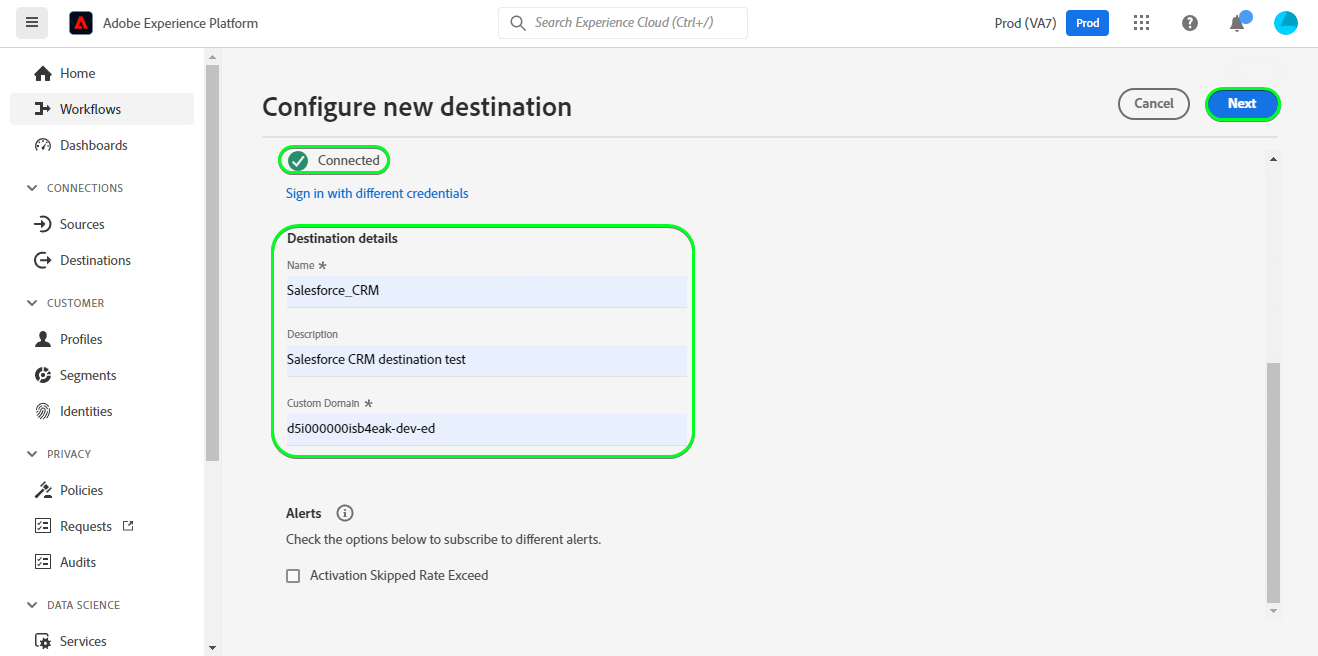 Adobe Experience Platform
Search Experience Cloud (Ctrl+/)
Prod (VA7)
Prod
Home
Workflows
Dashboards
CONNECTIONS
Sources
Destinations
CUSTOMER
Profiles
Segments
Identities
PRIVACY
Policies
Requests
Audits
DATA SCIENCE
Services
Configure new destination
Cancel
Next
Connected
Sign in with different credentials
Destination details
Name *
Salesforce_CRM
Description
Salesforce CRM destination test
Custom Domain *
d5i000000isb4eak-dev-ed
Alerts
Check the options below to subscribe to different alerts.
Activation Skipped Rate Exceed